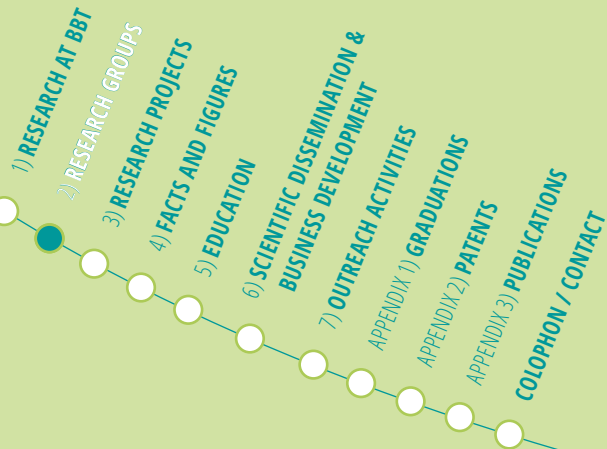 1) RESEARCH AT BBT
2) RESEARCH GROUPS
3) RESEARCH PROJECTS
4) FACTS AND FIGURES
5) EDUCATION
6) SCIENTIFIC DISSEMINATION &
BUSINESS DEVELOPMENT
7) OUTREACH ACTIVITIES
APPENDIX 1) GRADUATIONS
APPENDIX 2) PATENTS
APPENDIX 3) PUBLICATIONS
COLOPHON / CONTACT